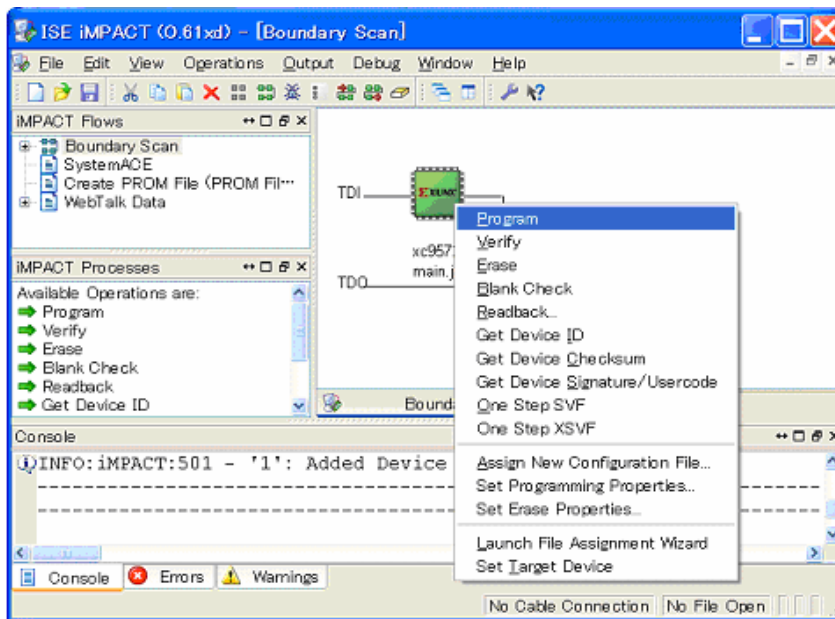 ISE iMPACT (O.61xd) - [Boundary Scan]
File Edit View Operations Output Debug Window Help
iMPACT Flows
Boundary Scan
SystemACE
Create PROM File (PROM Fil...
WebTalk Data
TDI
XILINX
TDO
main.j
iMPACT Processes
Available Operations are:
Program
Verify
Erase
Blank Check
Readback
Get Device ID
Program
Verify
Erase
Blank Check
Readback...
Get Device ID
Get Device Checksum
Get Device Signature/Usercode
One Step SVF
One Step XSVF
Assign New Configuration File...
Set Programming Properties...
Set Erase Properties...
Launch File Assignment Wizard
Set Target Device
Console
INFO:iMPACT:501 - '1': Added Device
Console Errors Warnings
No Cable Connection No File Open